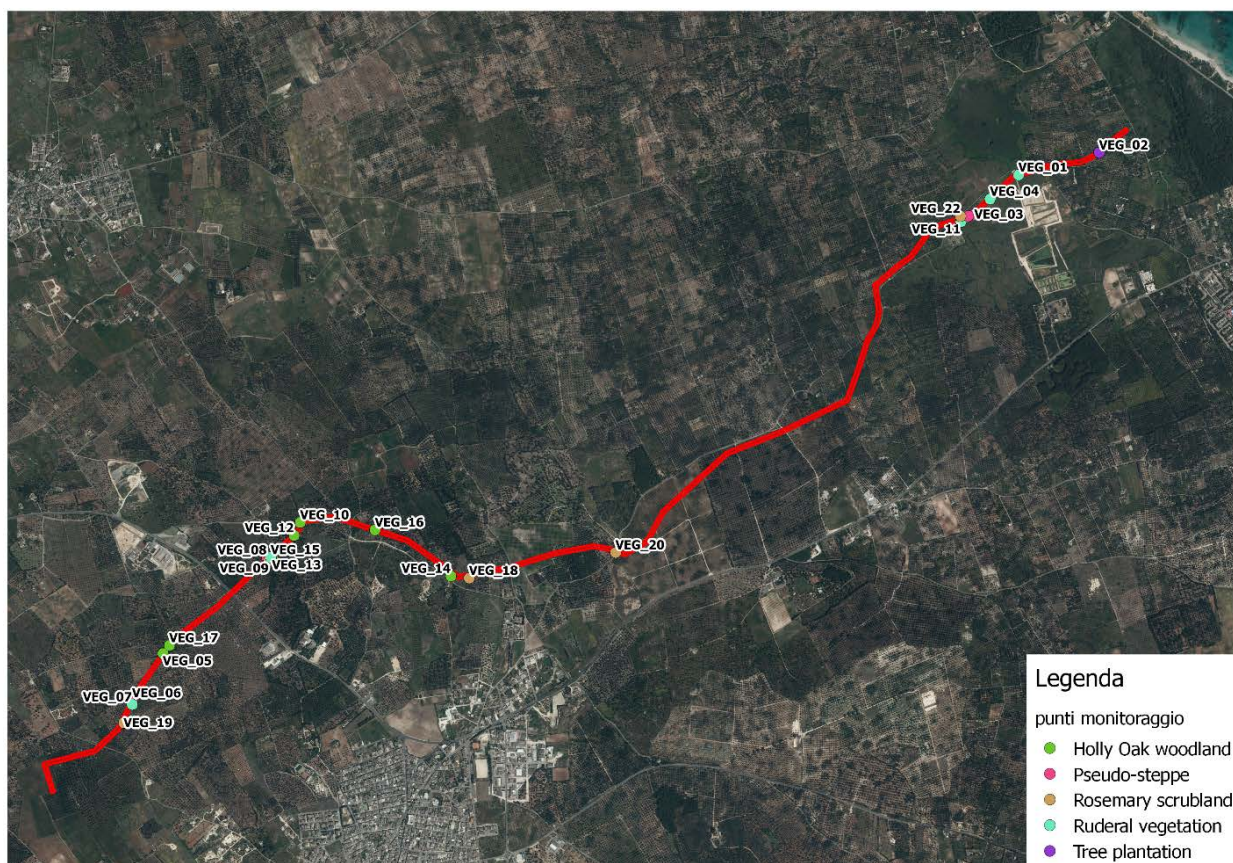 VEG_02
VEG_01
VEG_04
VEG_22
VEG_03
VEG_11
VEG_10
VEG_16
VEG_12
VEG_08
VEG_15
VEG_09
VEG_13
VEG_20
VEG_14
VEG_18
VEG_17
VEG_05
VEG_07
VEG_06
VEG_19
Legenda
punti monitoraggio
Holly Oak woodland
Pseudo-steppe
Rosemary scrubland
Ruderal vegetation
Tree plantation